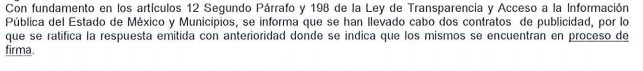 Con fundamento en los artículos 12 Segundo Párrafo y 198 de la Ley de Transparencia y Acceso a la Información
Pública del Estado de México y Municipios, se informa que se han llevado cabo dos contratos de publicidad, por lo
que se ratifica la respuesta emitida con anterioridad donde se indica que los mismos se encuentran en proceso de
firma.